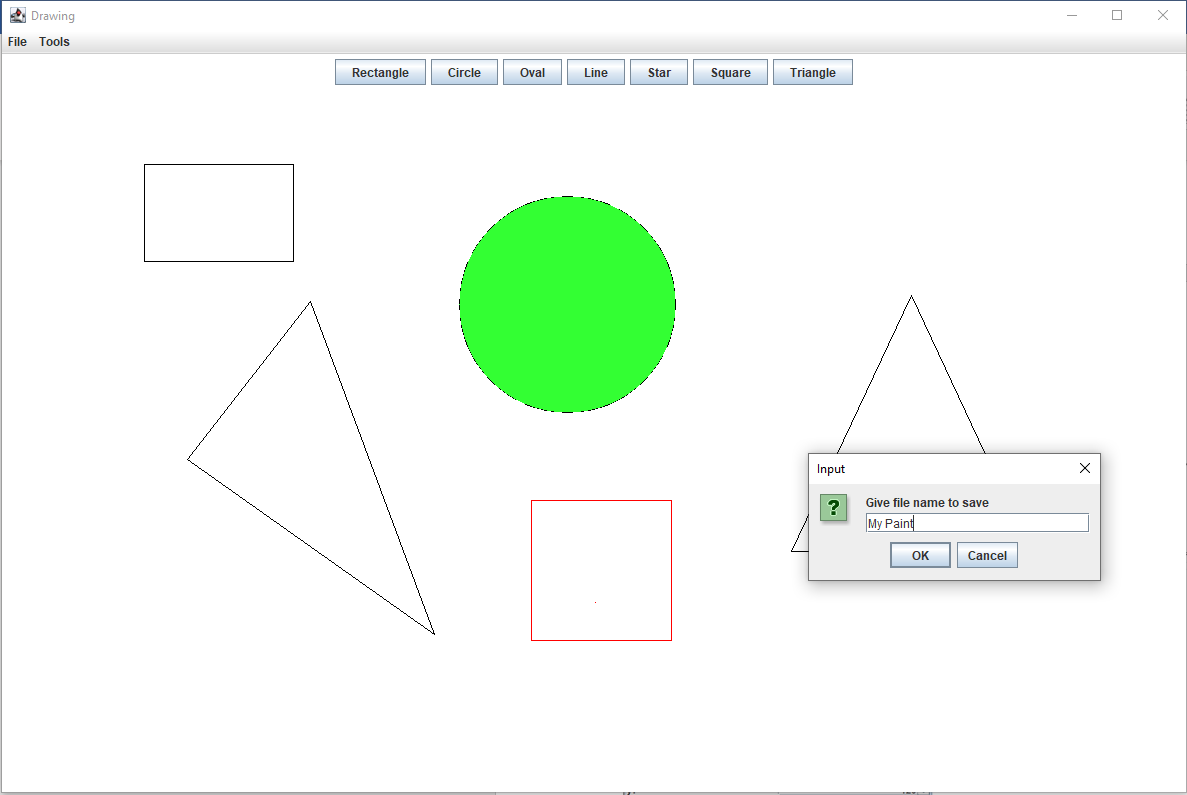 Drawing
File Tools
Rectangle Circle Oval Line Star Square Triangle
Input
Give file name to save
My Paint
OK Cancel